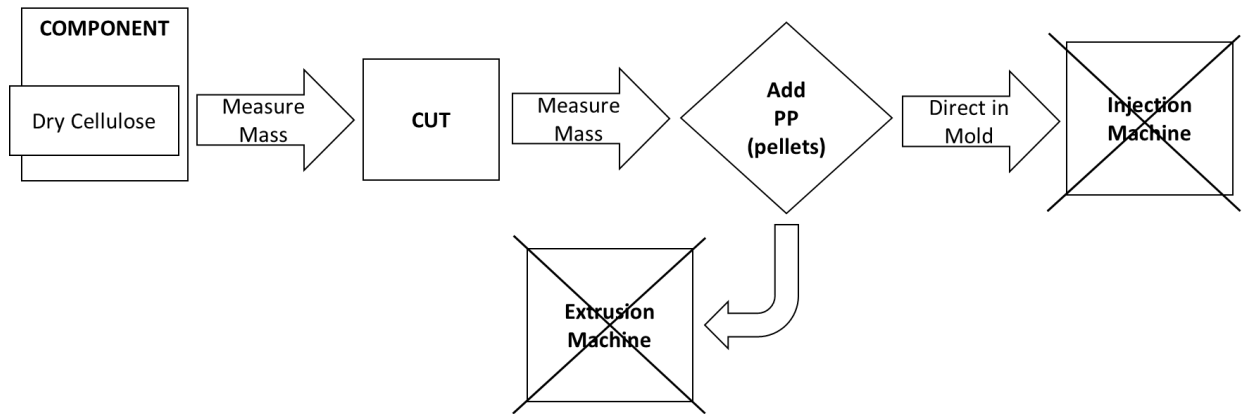 COMPONENT
Dry Cellulose
Measure
Mass
CUT
Measure
Mass
Add
PP
(pellets)
Direct in
Mold
Injection
Machine
Extrusion
Machine